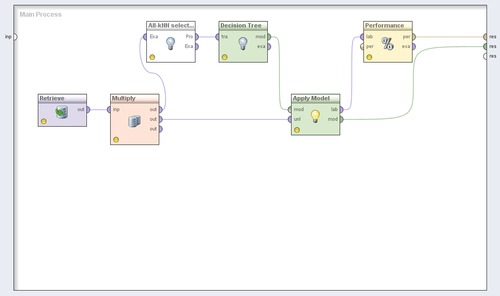 Main Process
All-kNN select...
Decision Tree
Performance
inp
Exa
Pro
Exa
tra
mod
exa
lab
per
per
exa
res
res
res
Retrieve
Multiply
Apply Model
out
inp
out
out
out
mod
lab
unl
mod